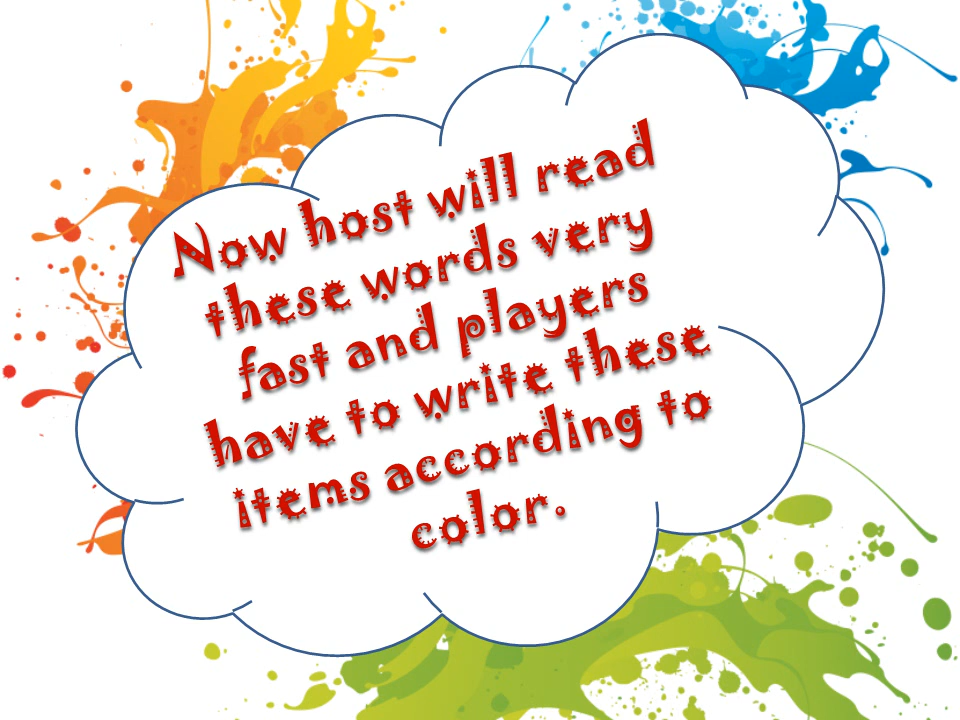 Now host will read
these words very
fast and players
have to write these
items according to
color.